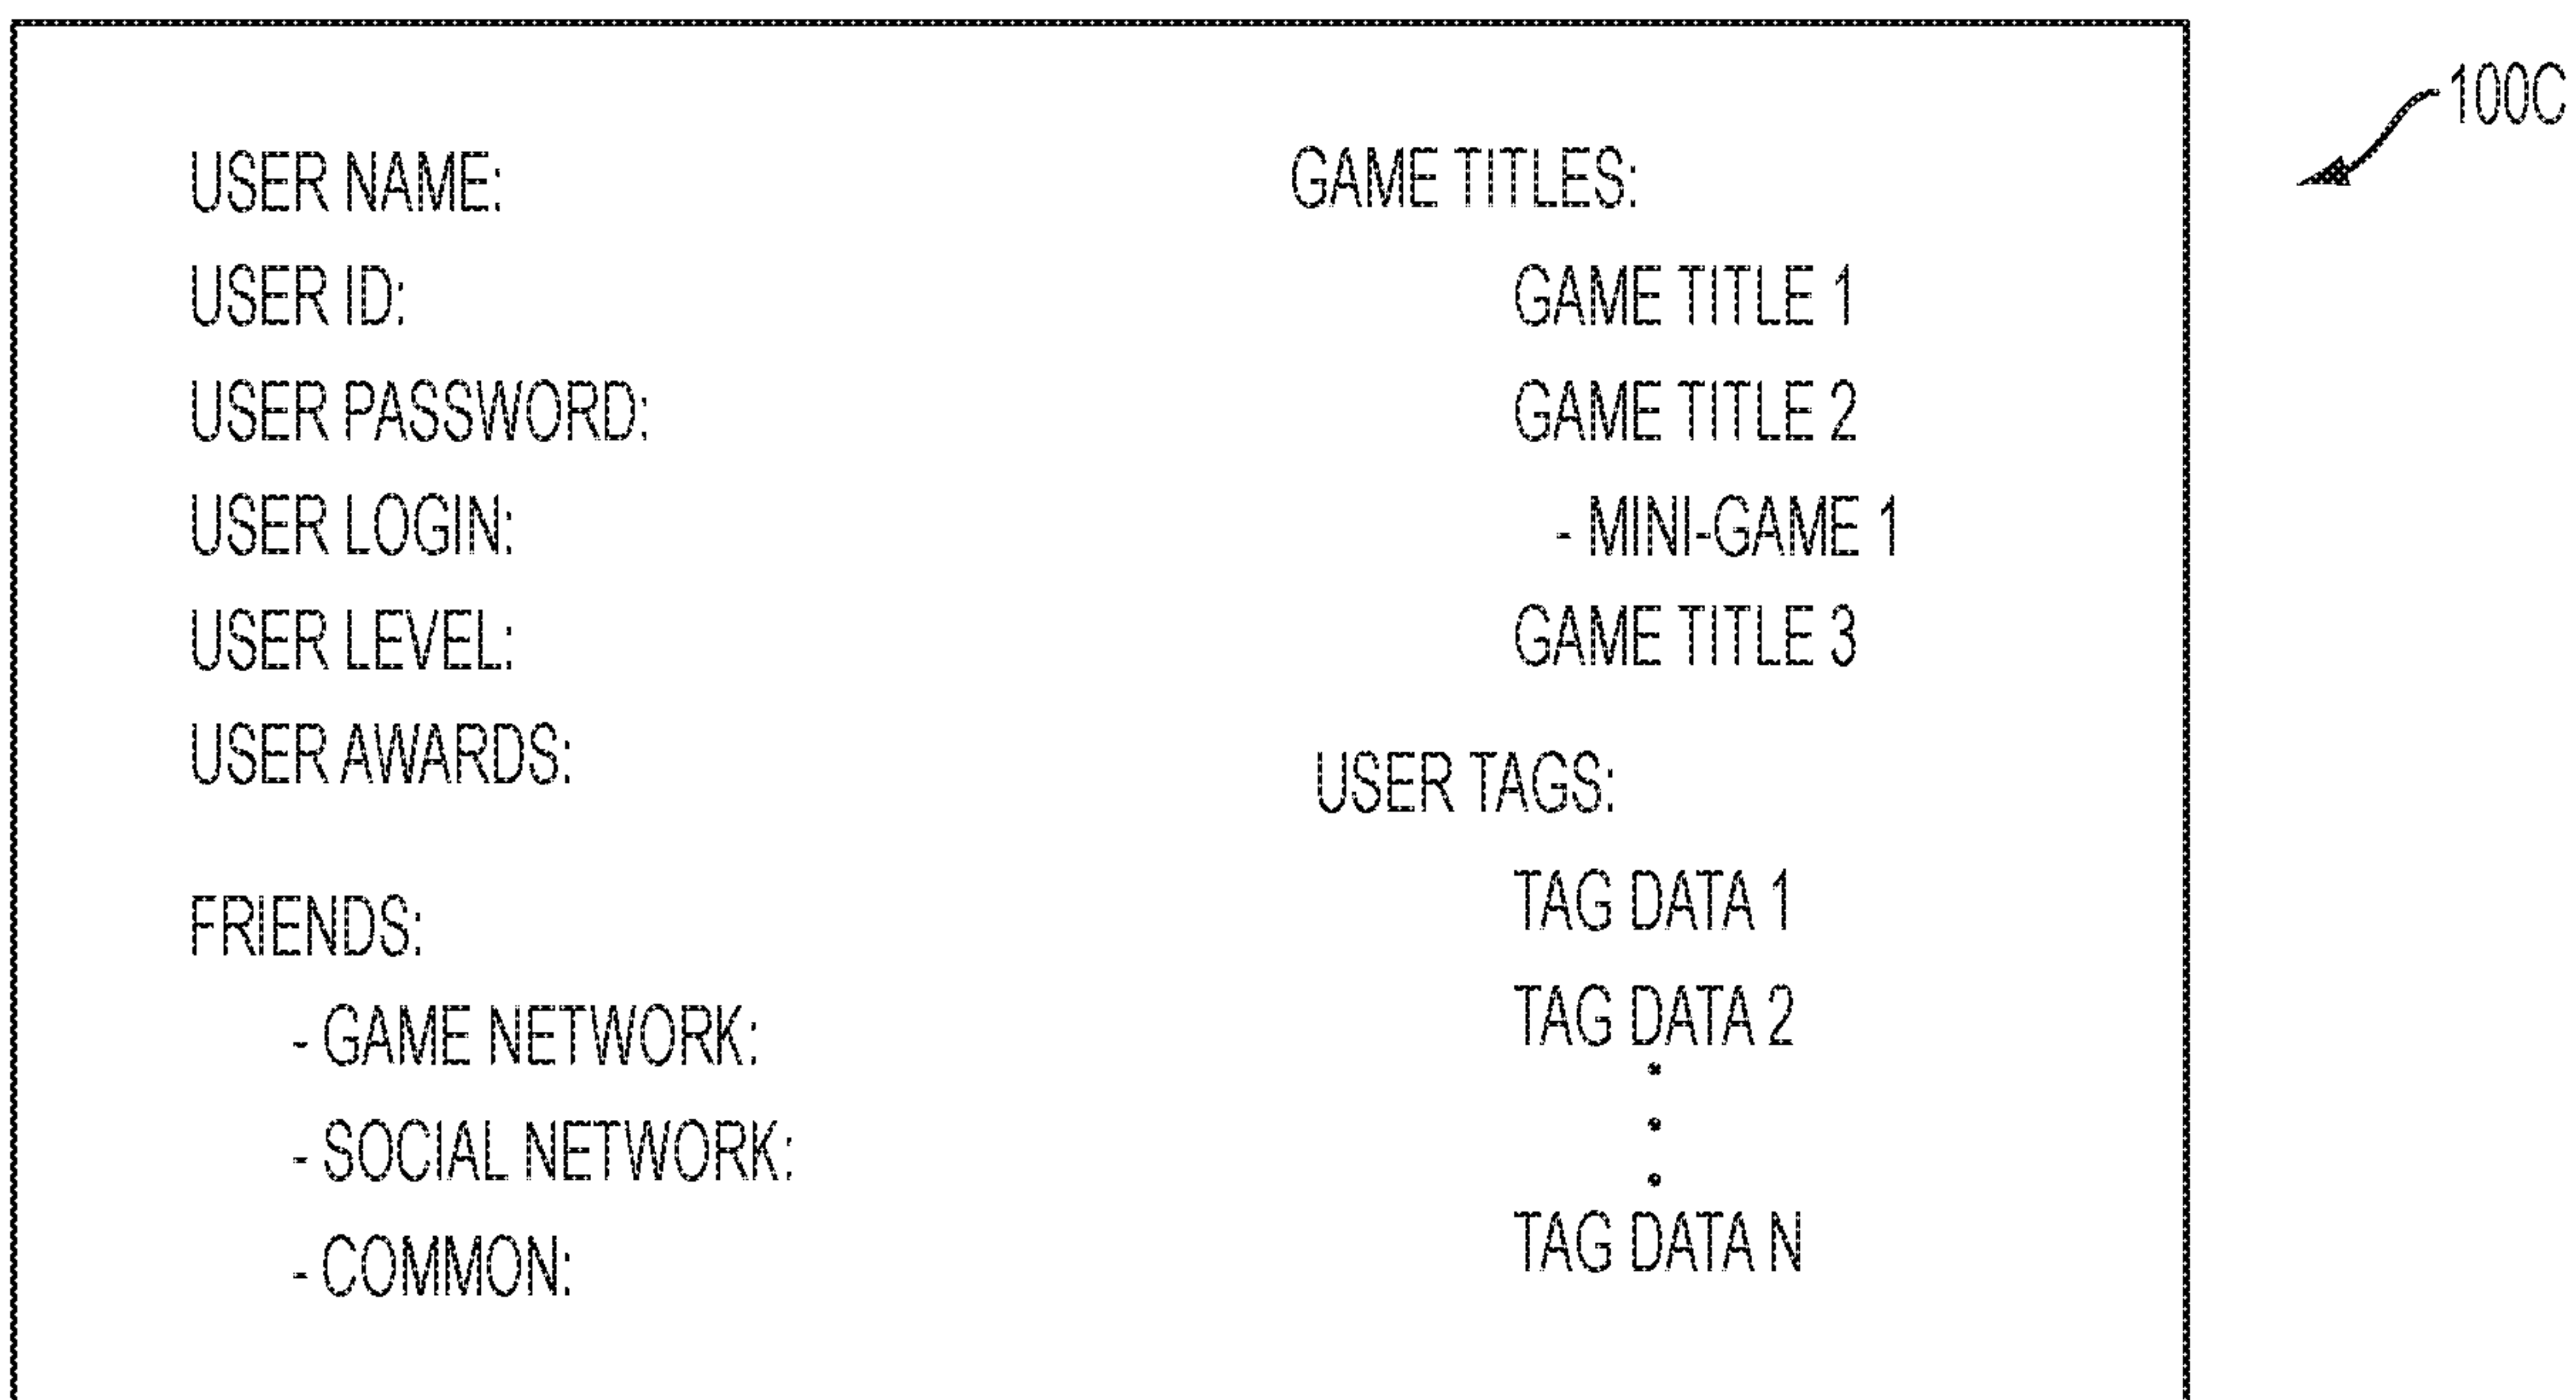 100C
USER NAME:
USER ID:
USER PASSWORD:
USER LOGIN:
USER LEVEL:
USER AWARDS:
FRIENDS:
- GAME NETWORK:
- SOCIAL NETWORK:
- COMMON:
GAME TITLES:
GAME TITLE 1
GAME TITLE 2
- MINI-GAME 1
GAME TITLE 3
USER TAGS:
TAG DATA 1
TAG DATA 2
TAG DATA N